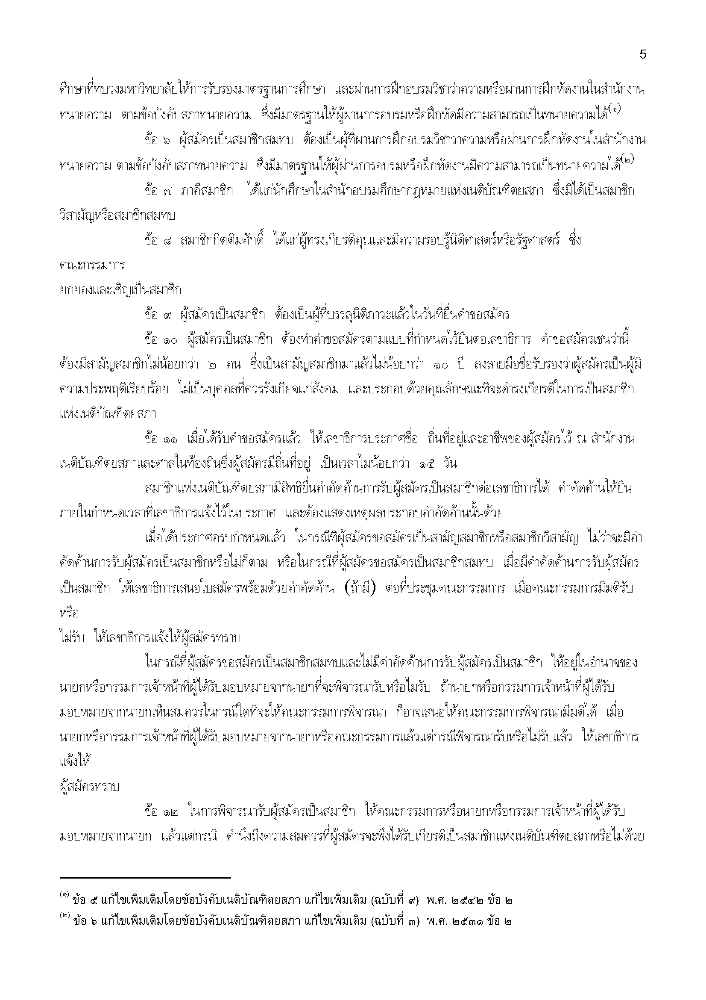 5
ศึกษาที่ทบวงมหาวิทยาลัยให้การรับรองมาตรฐานการศึกษา และผ่านการฝึกอบรมวิชาว่าความหรือผ่านการฝึกหัดงานในสำนักงาน
ทนายความ ตามข้อบังคับสภาทนายความ ซึ่งมีมาตรฐานให้ผู้ผ่านการอบรมหรือฝึกหัดมีความสามารถเป็นทนายความได้(๑)
ข้อ ๖ ผู้สมัครเป็นสมาชิกสมทบ ต้องเป็นผู้ที่ผ่านการฝึกอบรมวิชาว่าความหรือผ่านการฝึกหัดงานในสำนักงาน
ทนายความ ตามข้อบังคับสภาทนายความ ซึ่งมีมาตรฐานให้ผู้ผ่านการอบรมหรือฝึกหัดงานมีความสามารถเป็นทนายความได้(๒)
ข้อ ๗ ภาคีสมาชิก ได้แก่นักศึกษาในสำนักอบรมศึกษากฎหมายแห่งเนติบัณฑิตยสภา ซึ่งมิได้เป็นสมาชิก
วิสามัญหรือสมาชิกสมทบ
ข้อ ๘ สมาชิกกิตติมศักดิ์ ได้แก่ผู้ทรงเกียรติคุณและมีความรอบรู้นิติศาสตร์หรือรัฐศาสตร์ ซึ่ง
คณะกรรมการ
ยกย่องและเชิญเป็นสมาชิก
ข้อ ๙ ผู้สมัครเป็นสมาชิก ต้องเป็นผู้ที่บรรลุนิติภาวะแล้วในวันที่ยื่นคำขอสมัคร
ข้อ ๑๐ ผู้สมัครเป็นสมาชิก ต้องทำคำขอสมัครตามแบบที่กำหนดไว้ยื่นต่อเลขาธิการ คำขอสมัครเช่นว่านี้
ต้องมีสามัญสมาชิกไม่น้อยกว่า ๒ คน ซึ่งเป็นสามัญสมาชิกมาแล้วไม่น้อยกว่า ๑๐ ปี ลงลายมือชื่อรับรองว่าผู้สมัครเป็นผู้มี
ความประพฤติเรียบร้อย ไม่เป็นบุคคลที่ควรรังเกียจแก่สังคม และประกอบด้วยคุณลักษณะที่จะดำรงเกียรติในการเป็นสมาชิก
แห่งเนติบัณฑิตยสภา
ข้อ ๑๑ เมื่อได้รับคำขอสมัครแล้ว ให้เลขาธิการประกาศชื่อ ถิ่นที่อยู่และอาชีพของผู้สมัครไว้ ณ สำนักงาน
เนติบัณฑิตยสภาและศาลในท้องถิ่นซึ่งผู้สมัครมีถิ่นที่อยู่ เป็นเวลาไม่น้อยกว่า ๑๕ วัน
สมาชิกแห่งเนติบัณฑิตยสภามีสิทธิยื่นคำคัดค้านการรับผู้สมัครเป็นสมาชิกต่อเลขาธิการได้ คำคัดค้านให้ยื่น
ภายในกำหนดเวลาที่เลขาธิการแจ้งไว้ในประกาศ และต้องแสดงเหตุผลประกอบคำคัดค้านนั้นด้วย
เมื่อได้ประกาศครบกำหนดแล้ว ในกรณีที่ผู้สมัครขอสมัครเป็นสามัญสมาชิกหรือสมาชิกวิสามัญ ไม่ว่าจะมีคำ
คัดค้านการรับผู้สมัครเป็นสมาชิกหรือไม่ก็ตาม หรือในกรณีที่ผู้สมัครขอสมัครเป็นสมาชิกสมทบ เมื่อมีคำคัดค้านการรับผู้สมัคร
เป็นสมาชิก ให้เลขาธิการเสนอใบสมัครพร้อมด้วยคำคัดค้าน (ถ้ามี) ต่อที่ประชุมคณะกรรมการ เมื่อคณะกรรมการมีมติรับ
หรือ
ไม่รับ ให้เลขาธิการแจ้งให้ผู้สมัครทราบ
ในกรณีที่ผู้สมัครขอสมัครเป็นสมาชิกสมทบและไม่มีคำคัดค้านการรับผู้สมัครเป็นสมาชิก ให้อยู่ในอำนาจของ
นายกหรือกรรมการเจ้าหน้าที่ผู้ได้รับมอบหมายจากนายกที่จะพิจารณารับหรือไม่รับ ถ้านายกหรือกรรมการเจ้าหน้าที่ผู้ได้รับ
มอบหมายจากนายกเห็นสมควรในกรณีใดที่จะให้คณะกรรมการพิจารณา ก็อาจเสนอให้คณะกรรมการพิจารณามีมติได้ เมื่อ
นายกหรือกรรมการเจ้าหน้าที่ผู้ได้รับมอบหมายจากนายกหรือคณะกรรมการแล้วแต่กรณีพิจารณารับหรือไม่รับแล้ว ให้เลขาธิการ
แจ้งให้
ผู้สมัครทราบ
ข้อ ๑๒ ในการพิจารณารับผู้สมัครเป็นสมาชิก ให้คณะกรรมการหรือนายกหรือกรรมการเจ้าหน้าที่ผู้ได้รับ
มอบหมายจากนายก แล้วแต่กรณี คำนึงถึงความสมควรที่ผู้สมัครจะพึงได้รับเกียรติเป็นสมาชิกแห่งเนติบัณฑิตยสภาหรือไม่ด้วย
(๑) ข้อ ๕ แก้ไขเพิ่มเติมโดยข้อบังคับเนติบัณฑิตยสภา แก้ไขเพิ่มเติม (ฉบับที่ ๙) พ.ศ. ๒๕๔๒ ข้อ ๒
(๒) ข้อ ๖ แก้ไขเพิ่มเติมโดยข้อบังคับเนติบัณฑิตยสภา แก้ไขเพิ่มเติม (ฉบับที่ ๓) พ.ศ. ๒๕๓๑ ข้อ ๒